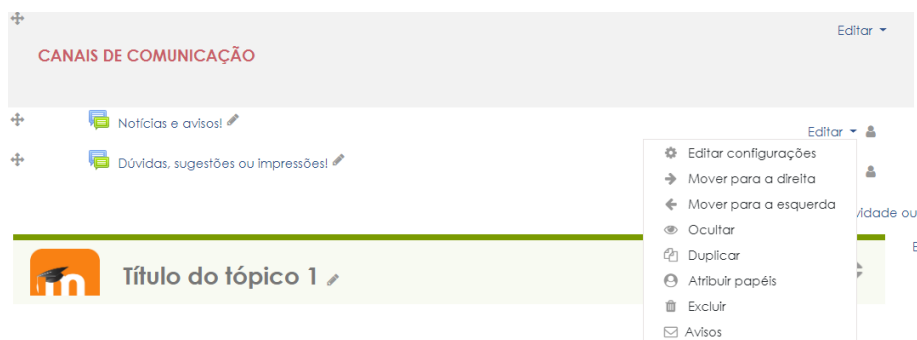 Editar
CANAIS DE COMUNICAÇÃO
Notícias e avisos!
Editar
Dúvidas, sugestões ou impressões!
Editar configurações
Mover para a direita
Mover para a esquerda
Ocultar
Duplicar
Atribuir papéis
Excluir
Avisos
ou
Título do tópico 1